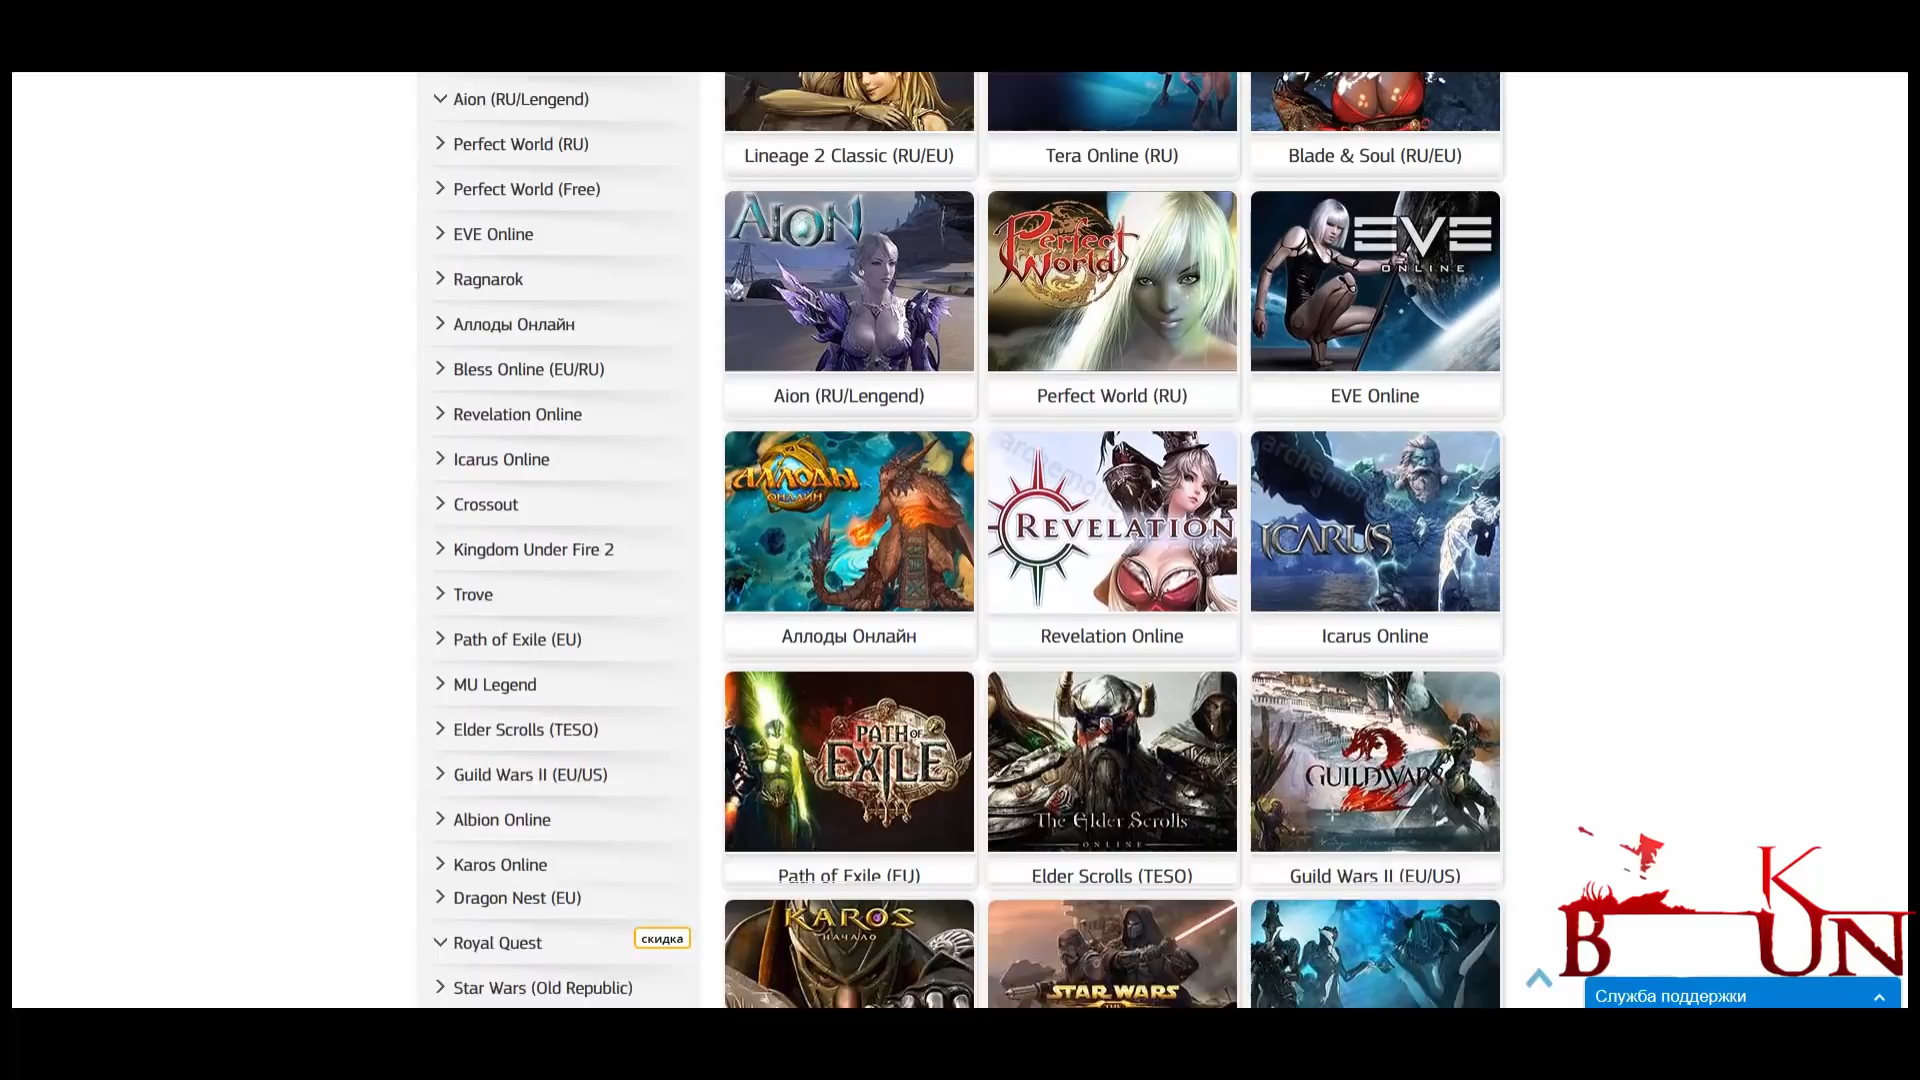 Aion (RU/Lengend)
Perfect World (RU)
Perfect World (Free)
EVE Online
Ragnarok
Аллоды Онлайн
Bless Online (EU/RU)
Revelation Online
Icarus Online
Crossout
Kingdom Under Fire 2
Trove
Path of Exile (EU)
MU Legend
Elder Scrolls (TESO)
Guild Wars II (EU/US)
Albion Online
Karos Online
Dragon Nest (EU)
Royal Quest
скидка
Star Wars (Old Republic)
Lineage 2 Classic (RU/EU)
Tera Online (RU)
Blade & Soul (RU/EU)
AION
Perfect
World
EVE
ONLINE
Aion (RU/Lengend)
Perfect World (RU)
EVE Online
АЛЛОДЫ
ОНЛАЙН
REVELATION
ICARUS
Аллоды Онлайн
Revelation Online
Icarus Online
PATH OF
EXILE
The Elder Scrolls
ONLINE
GUILD WARS
2
Path of Exile (EU)
Elder Scrolls (TESO)
Guild Wars II (EU/US)
KAROS
НАЧАЛО
STAR WARS
THE
B K UN
Служба поддержки